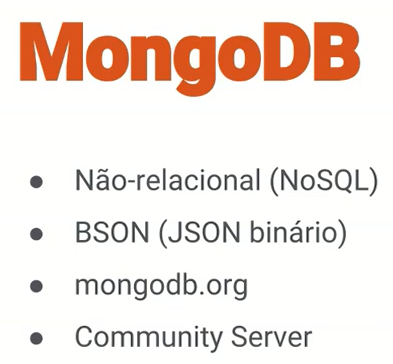 MongoDB
● Não-relacional (NoSQL)
● BSON (JSON binário)
● mongodb.org
● Community Server